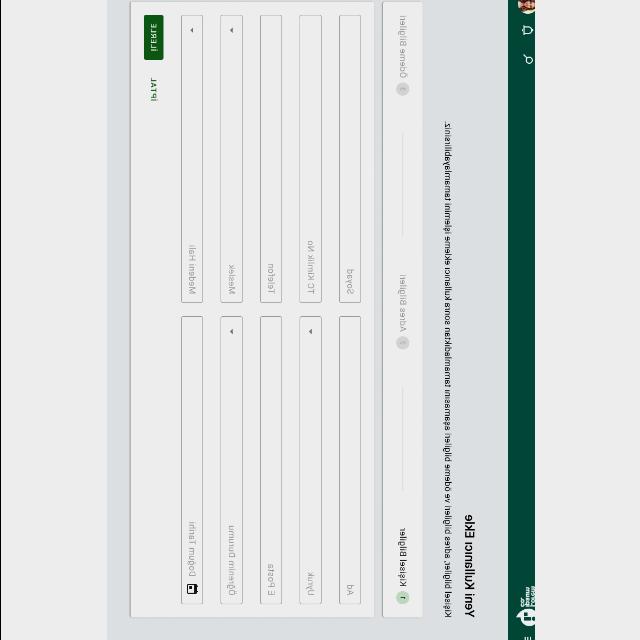 Yeni Kullanıcı Ekle
Kişisel bilgiler, adres bilgileri ve ödeme bilgileri aşamasını tamamladıktan sonra kullanıcı ekleme işlemini tamamlayabilirsiniz.
1 Kişisel Bilgiler
2 Adres Bilgileri
3 Ödeme Bilgileri
Ad
Soyad
Uyruk
TC Kimlik No
E Posta
Telefon
Öğrenim Durumu
Meslek
Doğum Tarihi
Medeni Hali
İPTAL
İLERLE